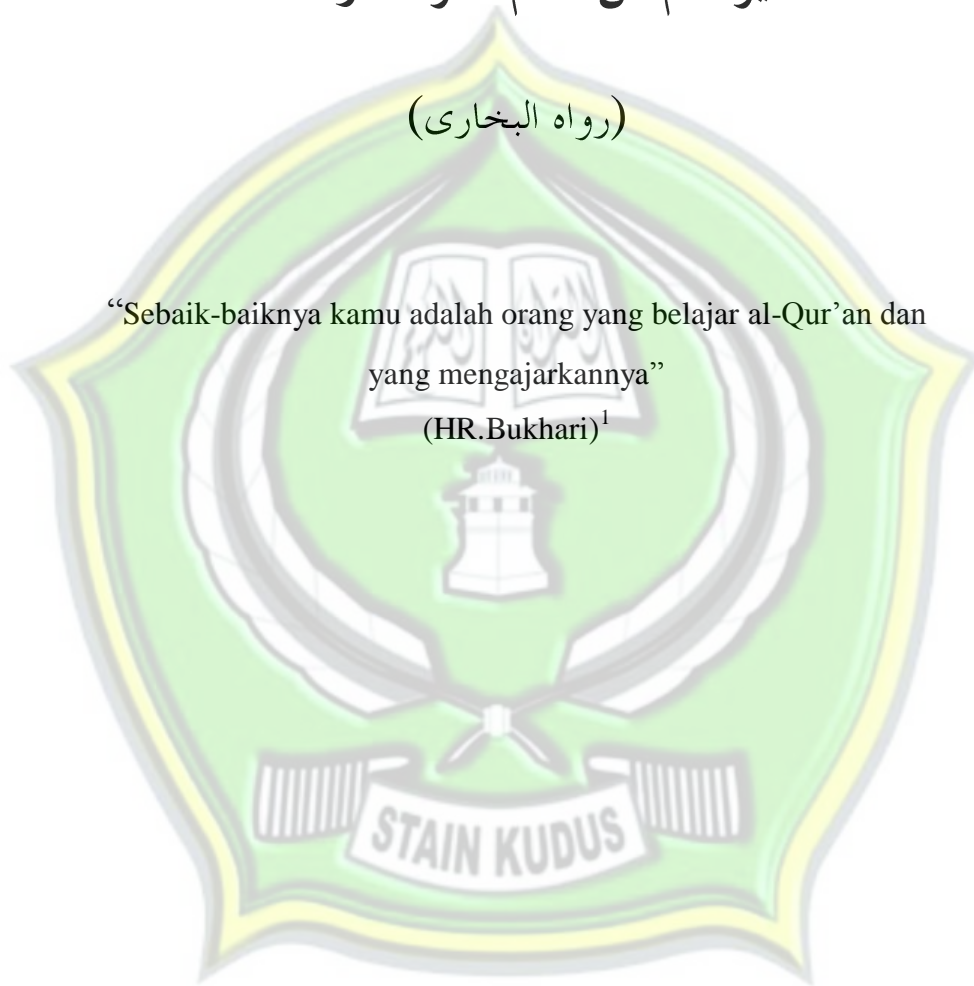 (رواه البخارى)
“Sebaik-baiknya kamu adalah orang yang belajar al-Qur’an dan
yang mengajarkannya”
(HR.Bukhari)¹
STAIN KUDUS